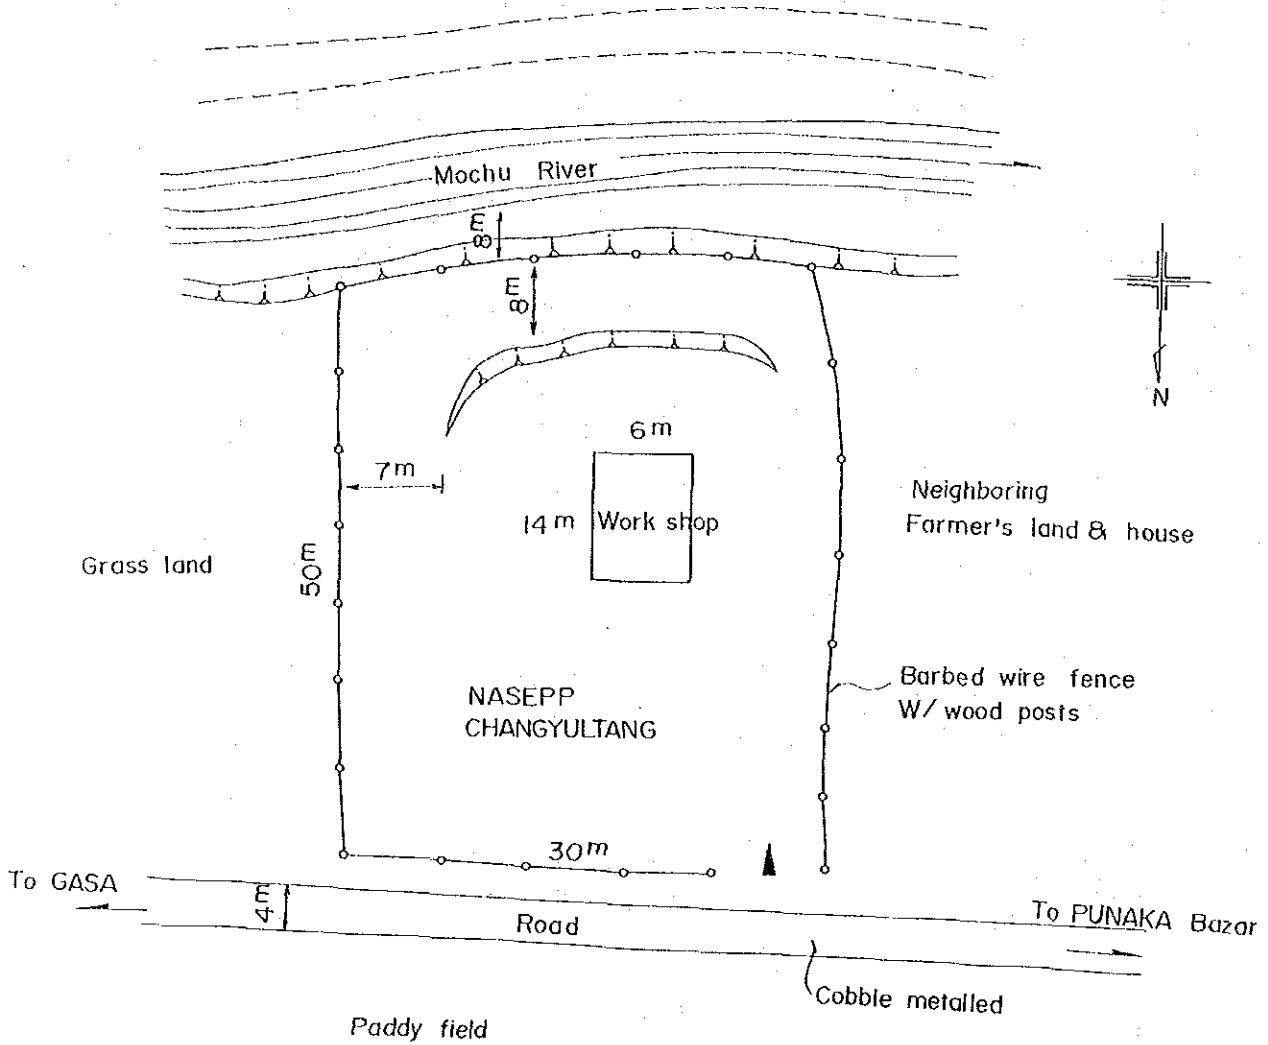 Mochu River
8m
8m
6m
7m
14m Work shop
Neighboring
Farmer's land & house
Grass land
50m
N
Barbed wire fence
W/ wood posts
NASEPP
CHANGYULTANG
30m
To GASA
4m
Road
To PUNAKA Bazar
Cobble metalled
Paddy field